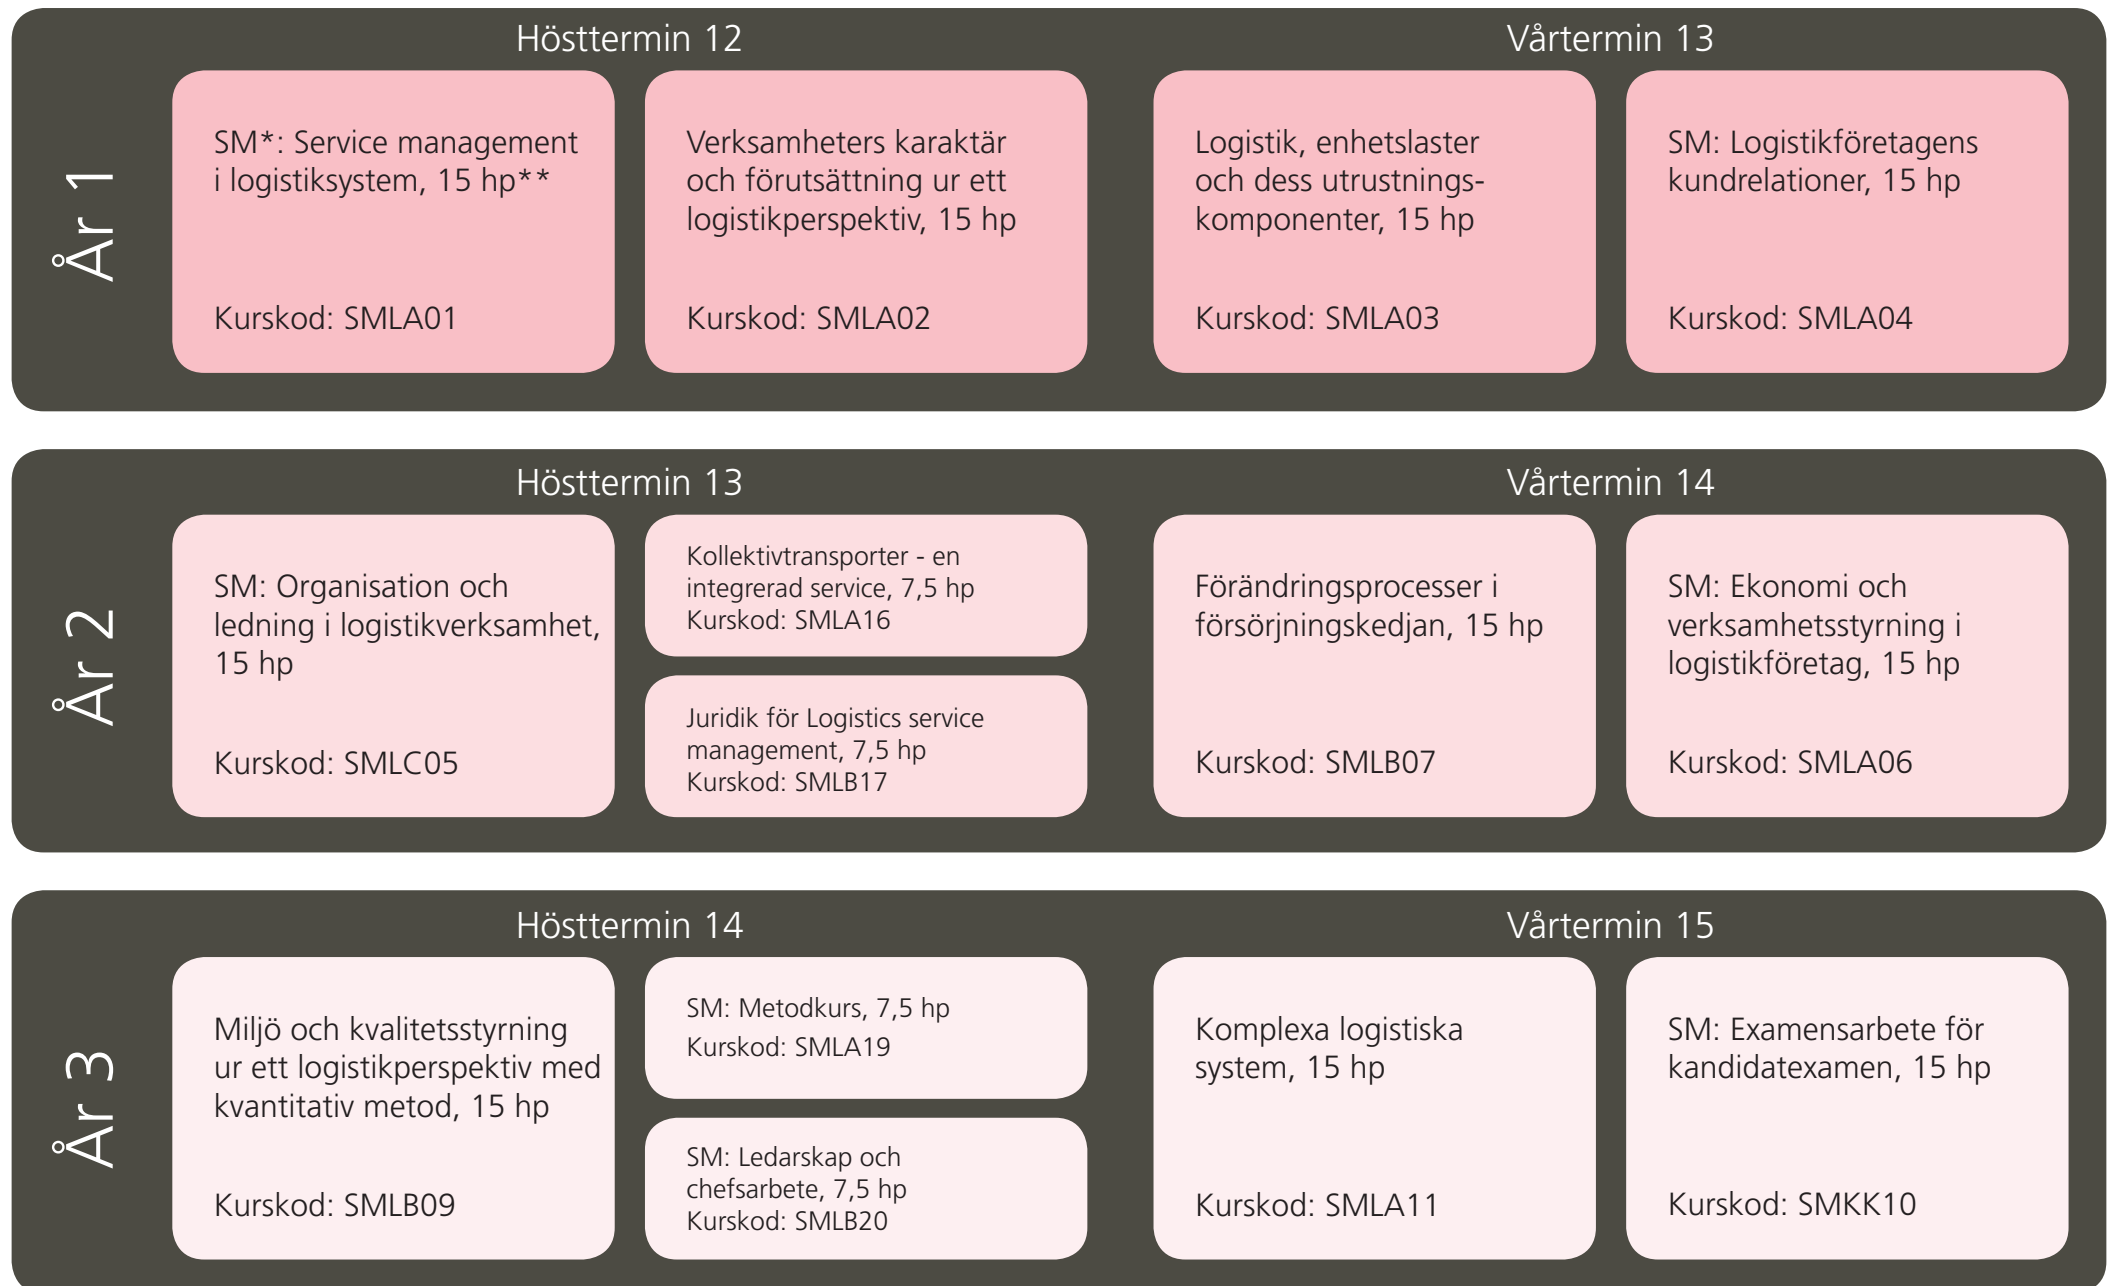 År 1
Hösttermin 12
SM*: Service management
i logistiksystem, 15 hp**
Kurskod: SMLA01
Verksamheters karaktär
och förutsättning ur ett
logistikperspektiv, 15 hp
Kurskod: SMLA02
Vårtermin 13
Logistik, enhetslaster
och dess utrustnings-
komponenter, 15 hp
Kurskod: SMLA03
SM: Logistikföretagens
kundrelationer, 15 hp
Kurskod: SMLA04
År 2
Hösttermin 13
SM: Organisation och
ledning i logistikverksamhet,
15 hp
Kurskod: SMLC05
Kollektivtransporter - en
integrerad service, 7,5 hp
Kurskod: SMLA16
Juridik för Logistics service
management, 7,5 hp
Kurskod: SMLB17
Vårtermin 14
Förändringsprocesser i
försörjningskedjan, 15 hp
Kurskod: SMLB07
SM: Ekonomi och
verksamhetsstyrning i
logistikföretag, 15 hp
Kurskod: SMLA06
År 3
Hösttermin 14
Miljö och kvalitetsstyrning
ur ett logistikperspektiv med
kvantitativ metod, 15 hp
Kurskod: SMLB09
SM: Metodkurs, 7,5 hp
Kurskod: SMLA19
SM: Ledarskap och
chefsarbete, 7,5 hp
Kurskod: SMLB20
Vårtermin 15
Komplexa logistiska
system, 15 hp
Kurskod: SMLA11
SM: Examensarbete för
kandidatexamen, 15 hp
Kurskod: SMKK10